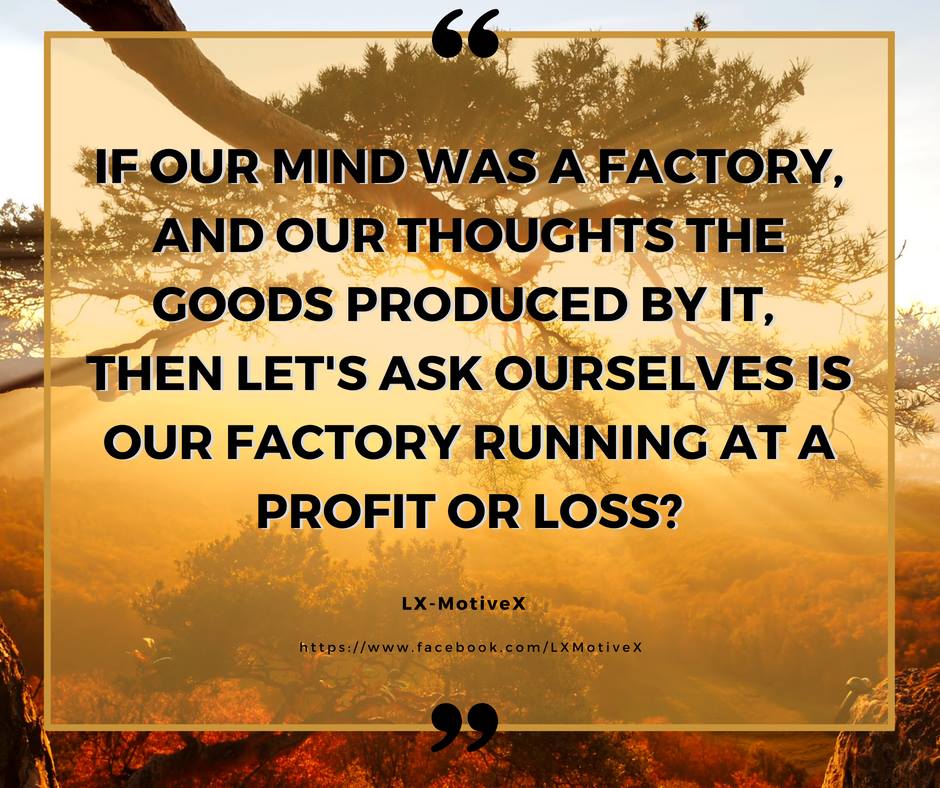 “
IF OUR MIND WAS A FACTORY,
AND OUR THOUGHTS THE
GOODS PRODUCED BY IT,
THEN LET'S ASK OURSELVES IS
OUR FACTORY RUNNING AT A
PROFIT OR LOSS?
LX-MotiveX
https://www.facebook.com/LXMotiveX
”